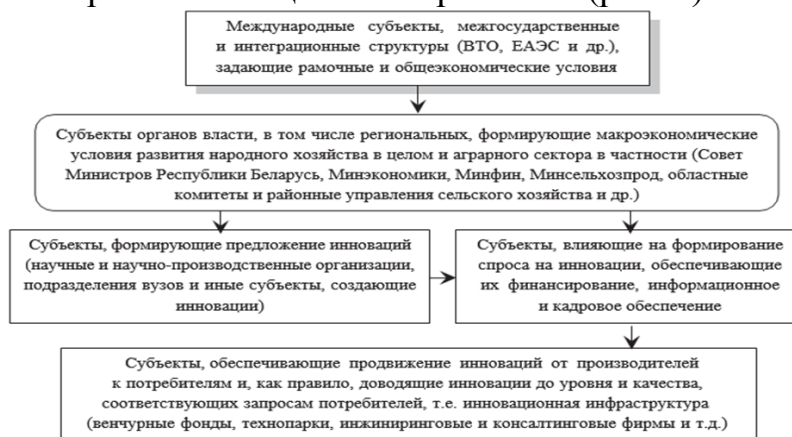 Международные субъекты, межгосударственные
и интеграционные структуры (ВТО, ЕАЭС и др.),
задающие рамочные и общеэкономические условия
Субъекты органов власти, в том числе региональных, формирующие макроэкономические
условия развития народного хозяйства в целом и аграрного сектора в частности (Совет
Министров Республики Беларусь, Минэкономики, Минфин, Минсельхозпрод, областные
комитеты и районные управления сельского хозяйства и др.)
Субъекты, формирующие предложение инноваций
(научные и научно-производственные организации,
подразделения вузов и иные субъекты, создающие
инновации)
Субъекты, влияющие на формирование
спроса на инновации, обеспечивающие
их финансирование, информационное
и кадровое обеспечение
Субъекты, обеспечивающие продвижение инноваций от производителей
к потребителям и, как правило, доводящие инновации до уровня и качества,
соответствующих запросам потребителей, т.е. инновационная инфраструктура
(венчурные фонды, технопарки, инжиниринговые и консалтинговые фирмы и т.д.)